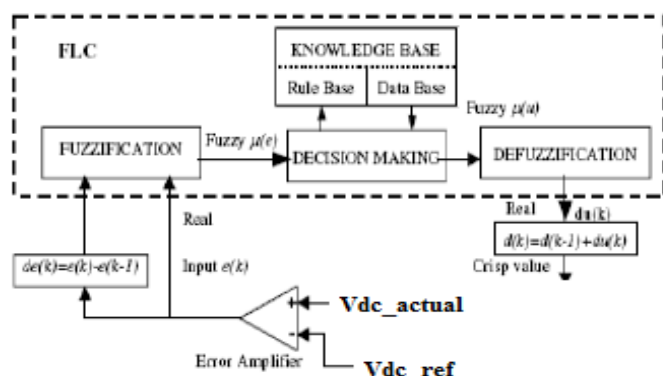 FLC
KNOWLEDGE BASE
Rule Base
Data Base
Fuzzy μ(e)
Fuzzy μ(u)
FUZZIFICATION
DECISION MAKING
DEFUZZIFICATION
Real
Real
du(k)
de(k)=e(k)-e(k-1)
Input e(k)
d(k)=d(k-1)+du(k)
Crisp value
+
Vdc_actual
-
Error Amplifier
Vdc_ref